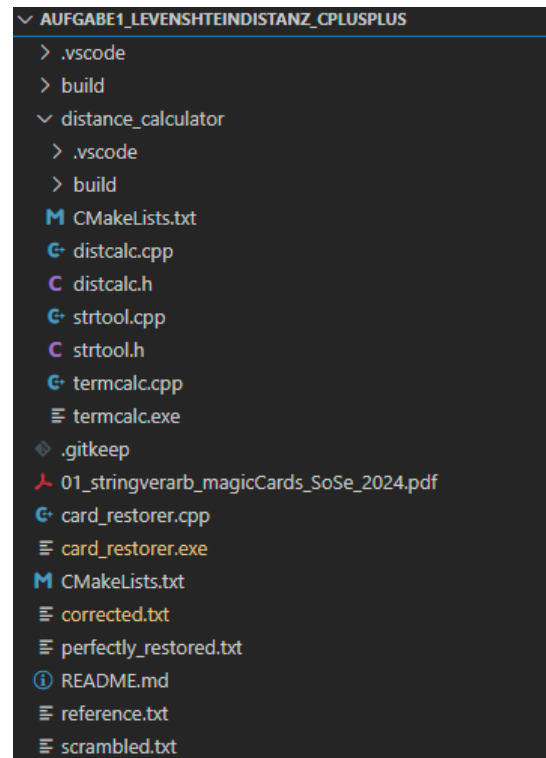 AUFGABE1_LEVENSHTEINDISTANZ_CPLUSPLUS
.vscode
build
distance_calculator
.vscode
build
M CMakeLists.txt
distcalc.cpp
C distcalc.h
strtool.cpp
C strtool.h
termcalc.cpp
termcalc.exe
.gitkeep
01_stringverarb_magicCards_SoSe_2024.pdf
card_restorer.cpp
card_restorer.exe
M CMakeLists.txt
corrected.txt
perfectly_restored.txt
README.md
reference.txt
scrambled.txt